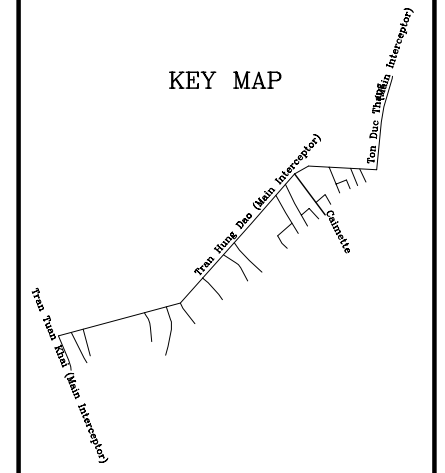 KEY MAP
Ton Duc Thang (Main Interceptor)
Tran Hung Dao (Main Interceptor)
Calmette
Tran Tuan Khai (Main Interceptor)